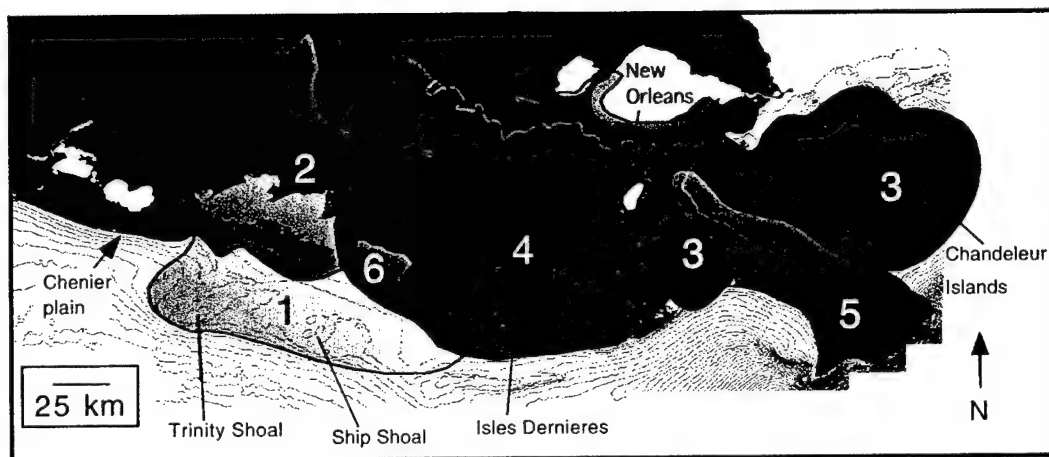 New
Orleans
2
3
4
3
6
Chandeleur
Islands
Chenier
plain
1
5
25 km
N
Trinity Shoal
Ship Shoal
Isles Dernieres